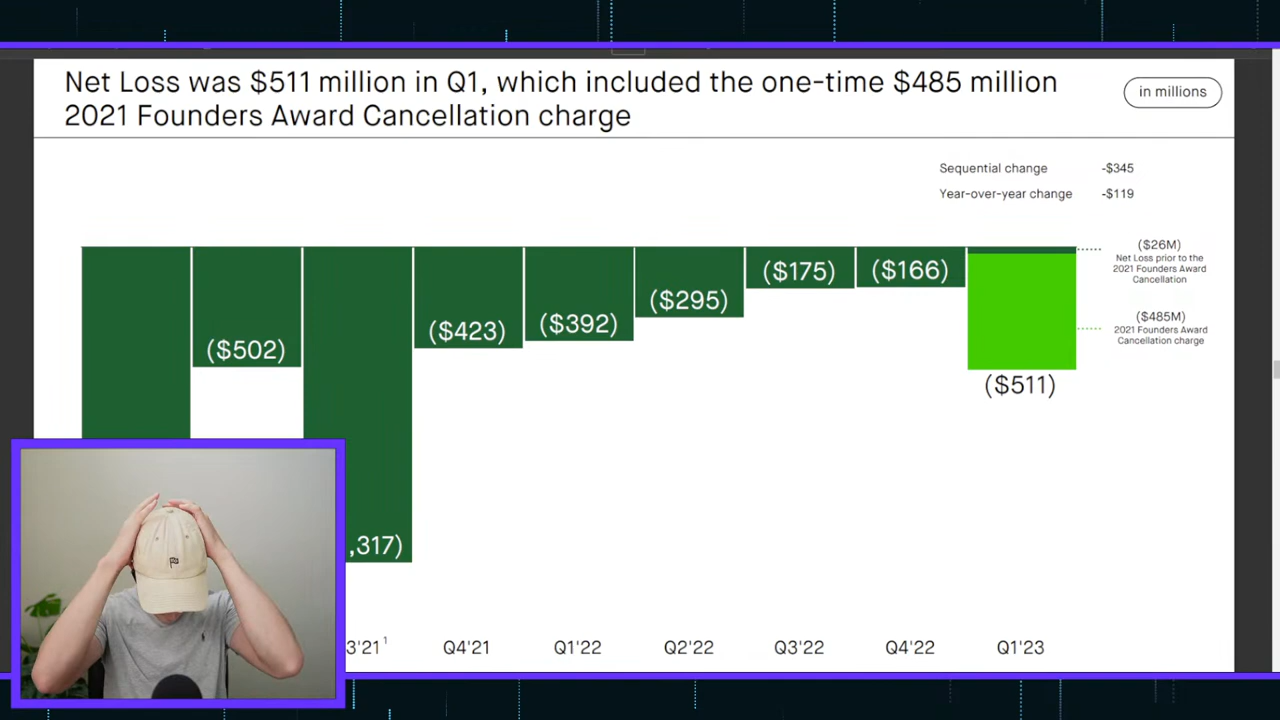 Net Loss was $511 million in Q1, which included the one-time $485 million
2021 Founders Award Cancellation charge
in millions
Sequential change -$345
Year-over-year change -$119
($26M)
Net Loss prior to the
2021 Founders Award
Cancellation
($485M)
2021 Founders Award
Cancellation charge
($502)
,317)
($423)
($392)
($295)
($175)
($166)
($511)
3'21¹
Q4'21
Q1'22
Q2'22
Q3'22
Q4'22
Q1'23